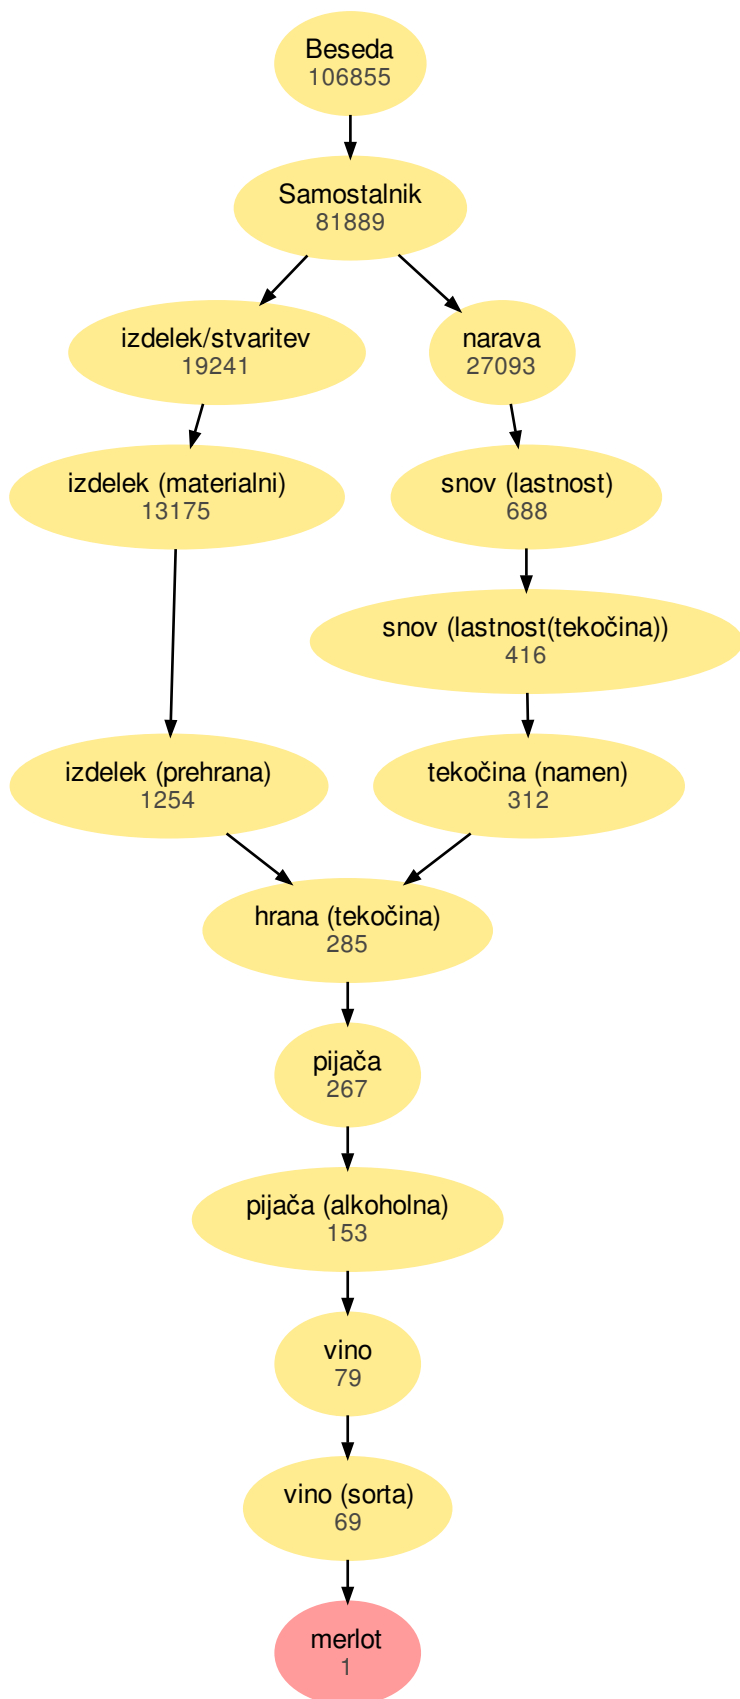 Beseda
106855
Samostalnik
81889
izdelek/stvaritev
19241
narava
27093
izdelek (materialni)
13175
snov (lastnost)
688
snov (lastnost(tekočina))
416
izdelek (prehrana)
1254
tekočina (namen)
312
hrana (tekočina)
285
pijača
267
pijača (alkoholna)
153
vino
79
vino (sorta)
69
merlot
1